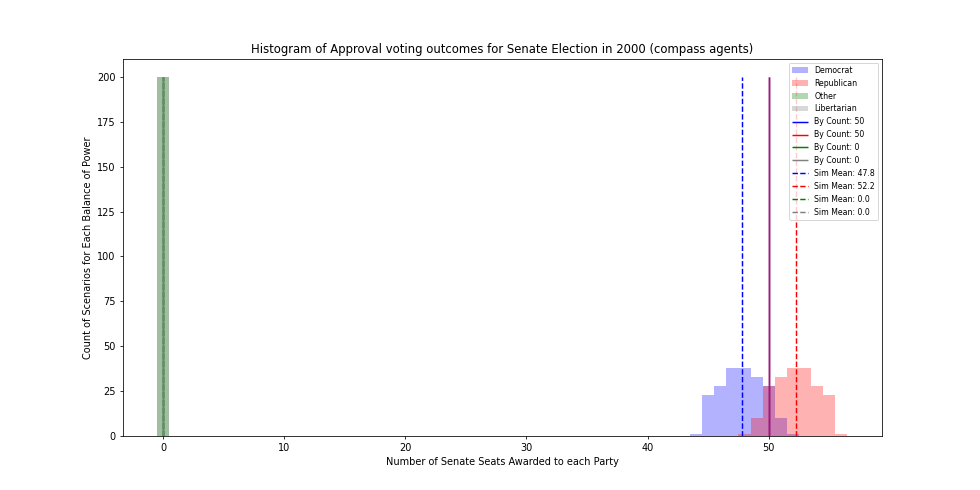 Histogram of Approval voting outcomes for Senate Election in 2000 (compass agents)
Count of Scenarios for Each Balance of Power
200
175
150
125
100
75
50
25
0
Democrat
Republican
Other
Libertarian
By Count: 50
By Count: 50
By Count: 0
By Count: 0
Sim Mean: 47.8
Sim Mean: 52.2
Sim Mean: 0.0
Sim Mean: 0.0
0 10 20 30 40 50
Number of Senate Seats Awarded to each Party